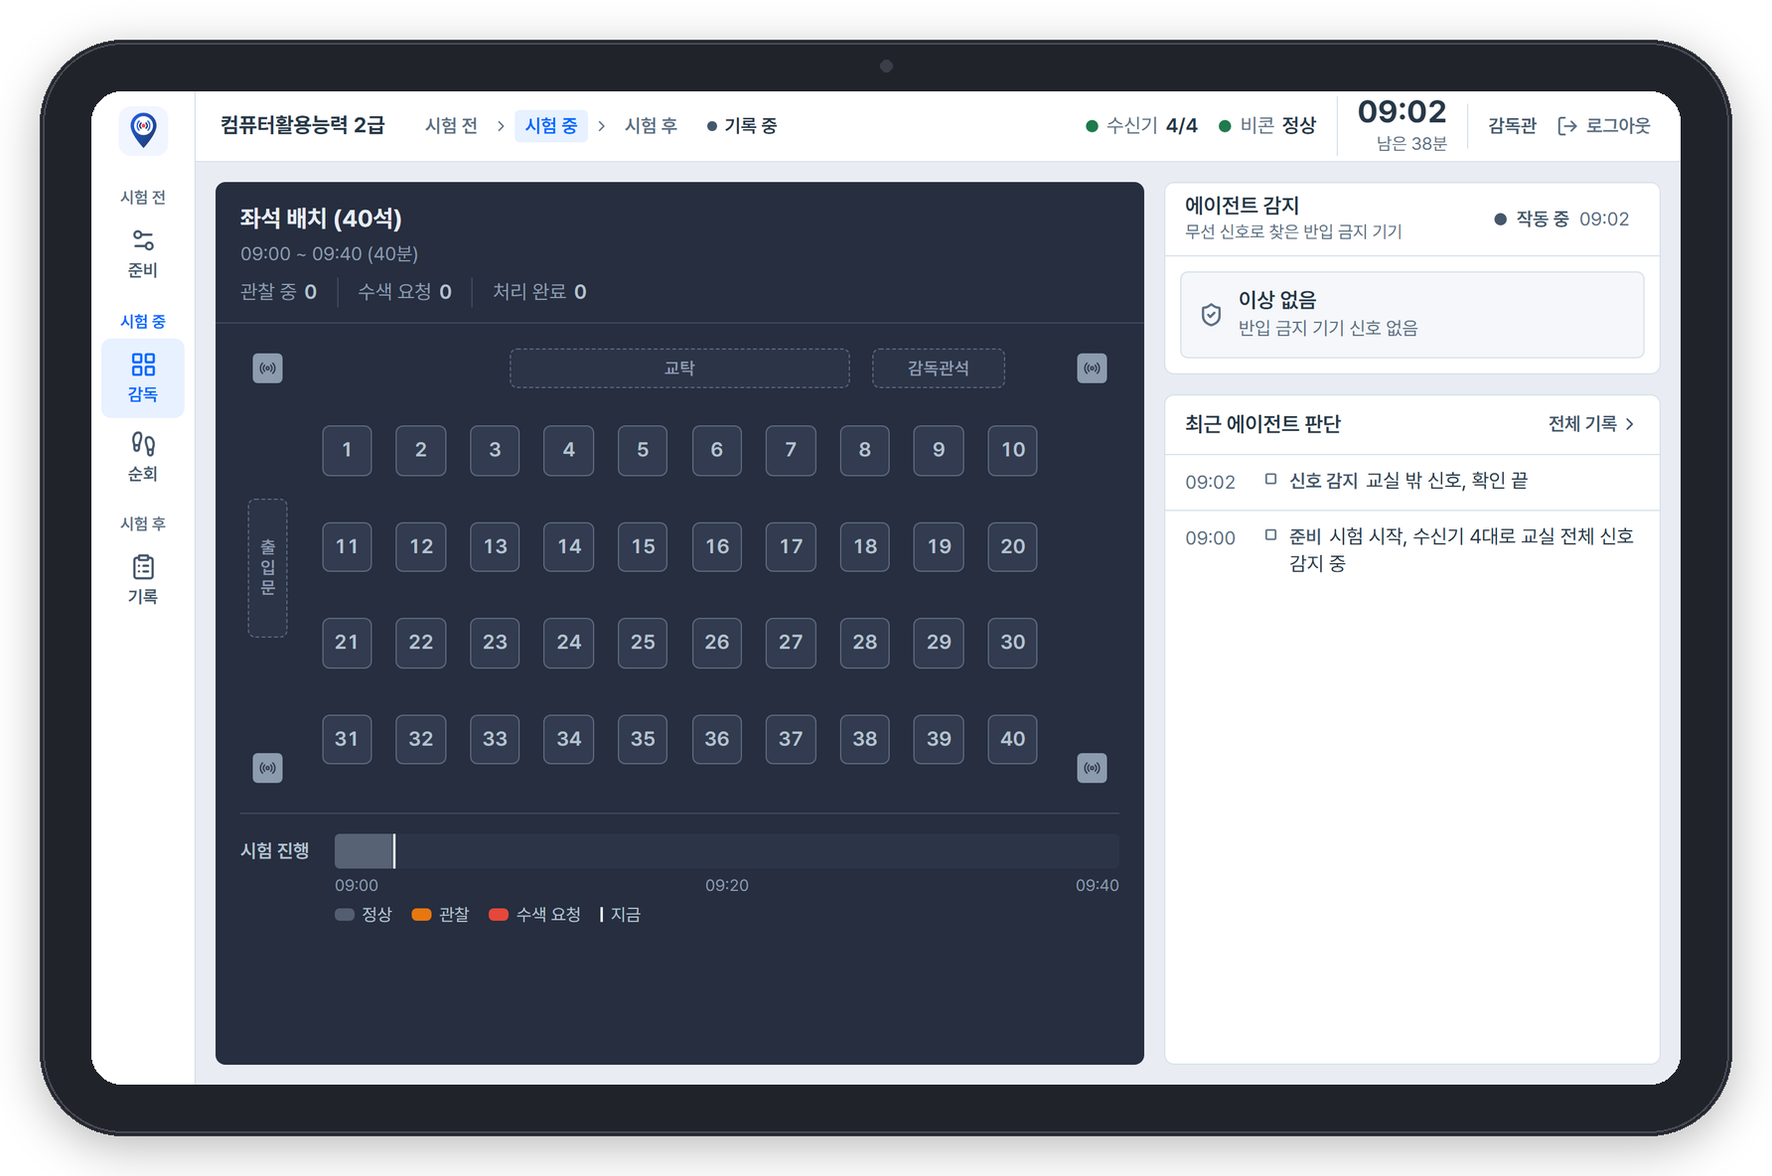 컴퓨터활용능력 2급
시험 전 > 시험 중 > 시험 후
기록 중
수신기 4/4
비콘 정상
09:02
남은 38분
감독관
로그아웃
시험 전
준비
시험 중
감독
순회
시험 후
기록
좌석 배치 (40석)
09:00 ~ 09:40 (40분)
관찰 중 0
수색 요청 0
처리 완료 0
교탁
감독관석
출입문
1 2 3 4 5 6 7 8 9 10
11 12 13 14 15 16 17 18 19 20
21 22 23 24 25 26 27 28 29 30
31 32 33 34 35 36 37 38 39 40
시험 진행
09:00 09:20 09:40
정상 관찰 수색 요청 지금
에이전트 감지
무선 신호로 찾은 반입 금지 기기
작동 중 09:02
이상 없음
반입 금지 기기 신호 없음
최근 에이전트 판단
전체 기록 >
09:02 신호 감지 교실 밖 신호, 확인 끝
09:00 준비 시험 시작, 수신기 4대로 교실 전체 신호
감지 중